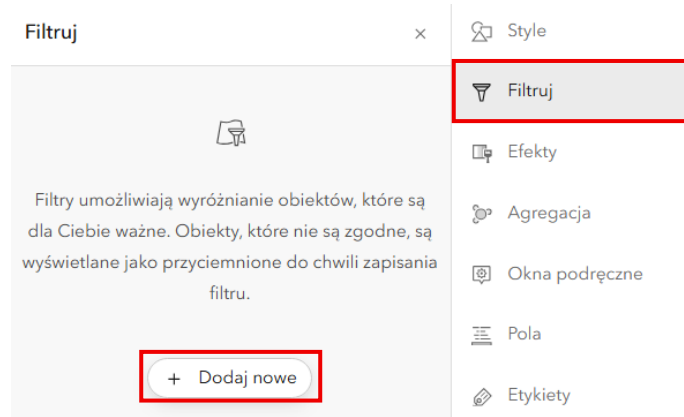 Filtruj
Filtry umożliwiają wyróżnianie obiektów, które są
dla Ciebie ważne. Obiekty, które nie są zgodne, są
wyświetlane jako przyciemnione do chwili zapisania
filtru.
+ Dodaj nowe
Style
Filtruj
Efekty
Agregacja
Okna podręczne
Pola
Etykiety